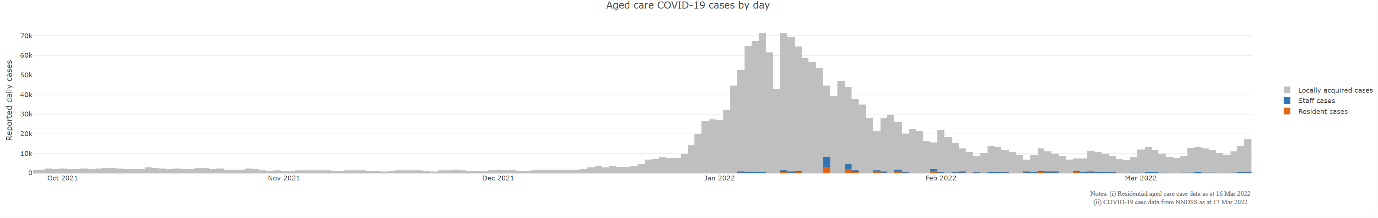 Aged care COVID-19 cases by day
Reported daily cases
70k
60k
50k
40k
30k
20k
10k
0
Oct 2021
Nov 2021
Dec 2021
Jan 2022
Feb 2022
Mar 2022
Locally acquired cases
Staff cases
Resident cases
Notes: (i) Residential aged care case data as at 16 Mar 2022
(ii) COVID-19 case data from NNDSS as at 17 Mar 2022